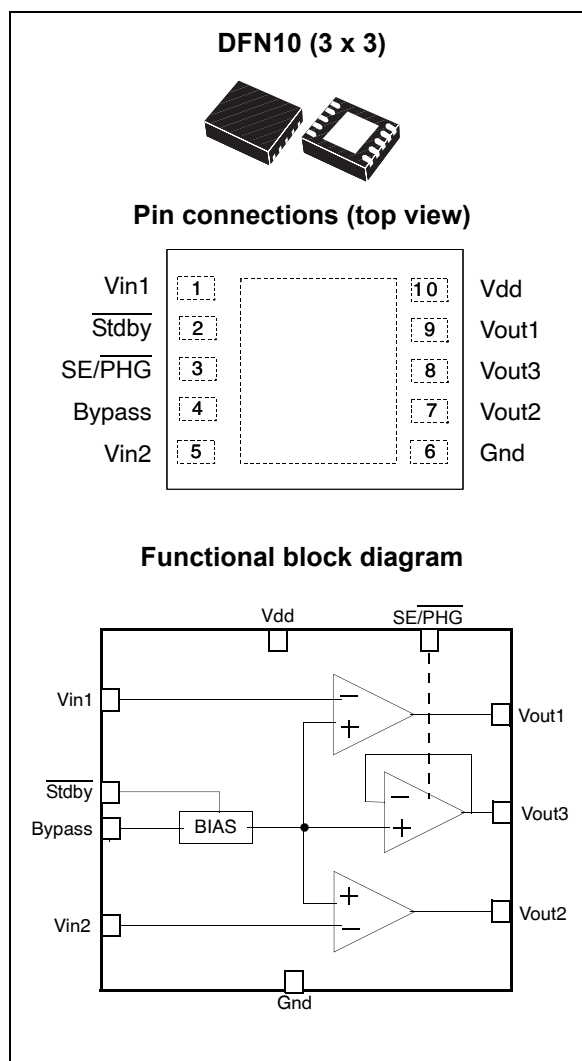 DFN10 (3 x 3)
Pin connections (top view)
Vin1 1 10 Vdd
Stdby 2 9 Vout1
SE/PHG 3 8 Vout3
Bypass 4 7 Vout2
Vin2 5 6 Gnd
Functional block diagram
Vdd SE/PHG
Vin1 − + Vout1
Stdby
Bypass BIAS − + Vout3
Vin2 + − Vout2
Gnd